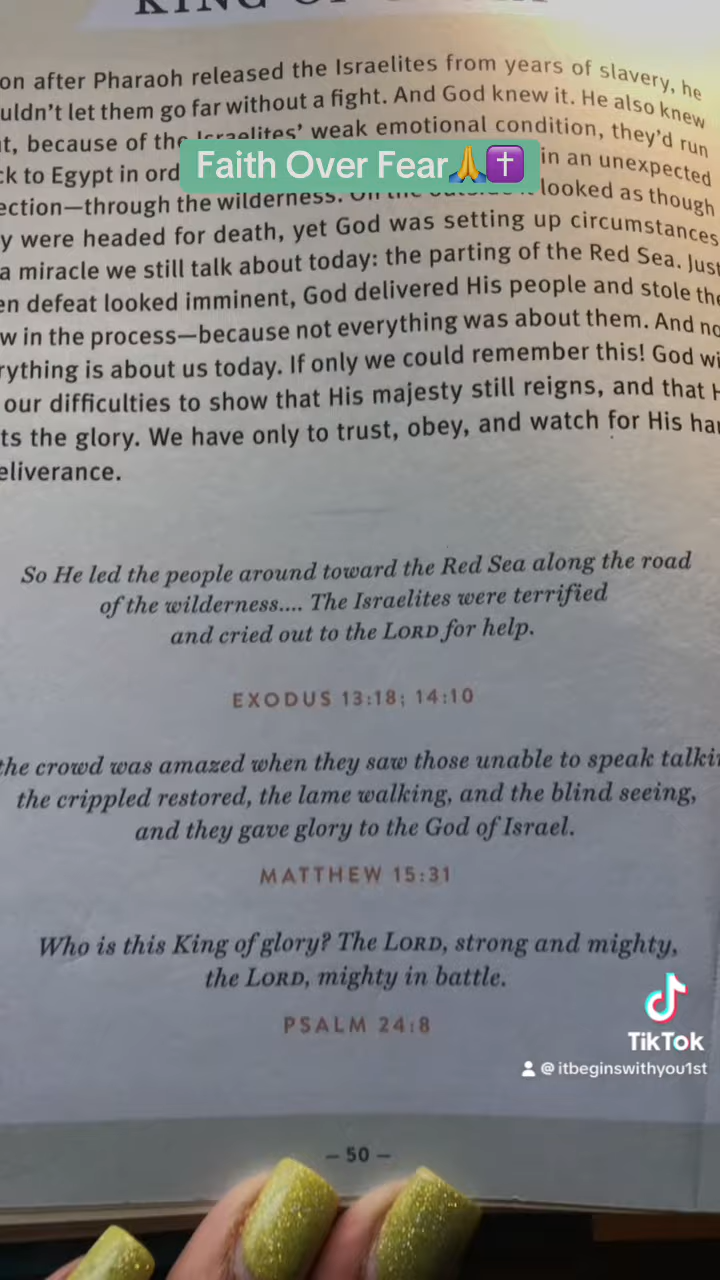 KING OF
on after Pharaoh released the Israelites from years of slavery, he
uldn't let them go far without a fight. And God knew it. He also knew
t, because of the Israelites' weak emotional condition, they'd run
ck to Egypt in ord
Faith Over Fear🙏✝️
in an unexpected
ection—through the wilderness. On the outside it looked as though
y were headed for death, yet God was setting up circumstances
a miracle we still talk about today: the parting of the Red Sea. Just
en defeat looked imminent, God delivered His people and stole the
w in the process—because not everything was about them. And no
rything is about us today. If only we could remember this! God wi
our difficulties to show that His majesty still reigns, and that H
ts the glory. We have only to trust, obey, and watch for His ha
eliverance.
So He led the people around toward the Red Sea along the road
of the wilderness.... The Israelites were terrified
and cried out to the LORD for help.
EXODUS 13:18; 14:10
the crowd was amazed when they saw those unable to speak talki
the crippled restored, the lame walking, and the blind seeing,
and they gave glory to the God of Israel.
MATTHEW 15:31
Who is this King of glory? The LORD, strong and mighty,
the LORD, mighty in battle.
PSALM 24:8
TikTok
@itbeginswithyou1st
– 50 –